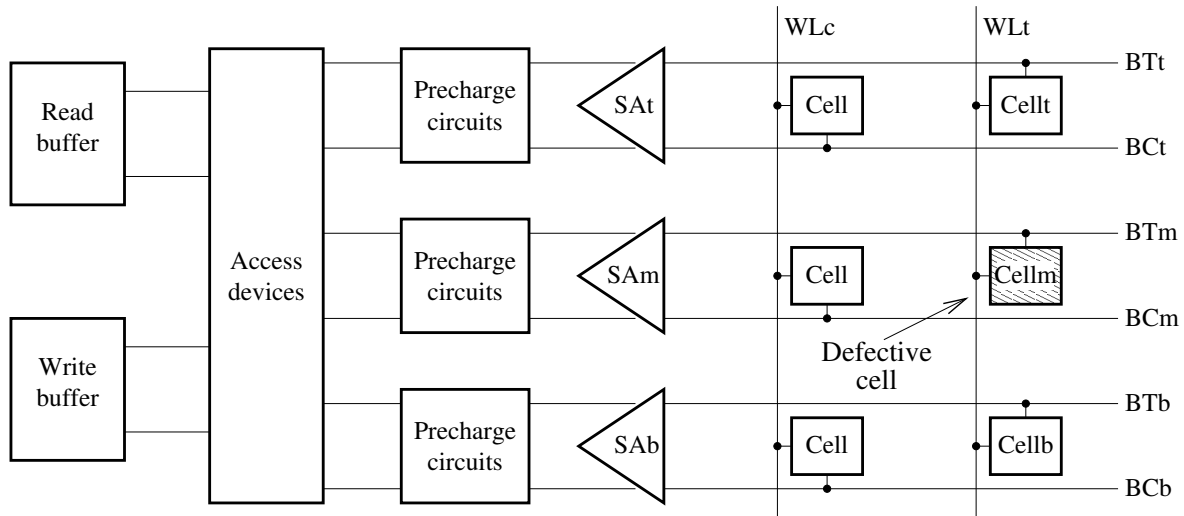 WLc
WLt
BTt
Read
buffer
Precharge
circuits
SAt
Cell
Cellt
BCt
Access
devices
BTm
Precharge
circuits
SAm
Cell
Cellm
BCm
Defective
cell
Write
buffer
BTb
Precharge
circuits
SAb
Cell
Cellb
BCb